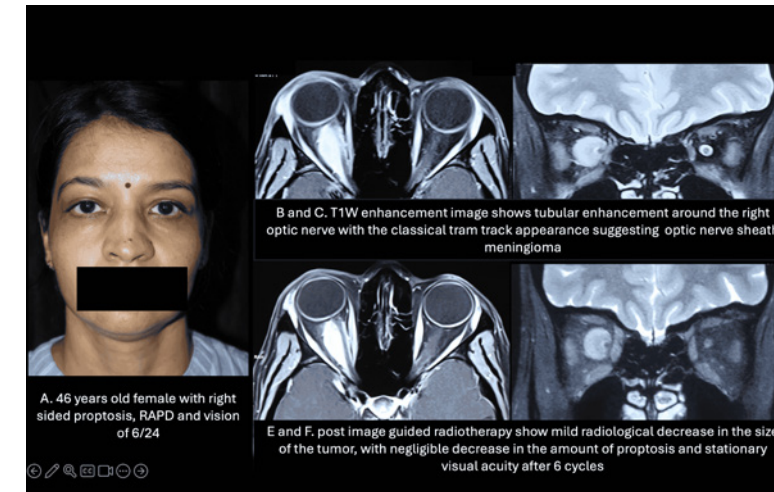 B and C. T1W enhancement image shows tubular enhancement around the right
optic nerve with the classical tram track appearance suggesting optic nerve sheath
meningioma
A. 46 years old female with right
sided proptosis, RAPD and vision
of 6/24
E and F. post image guided radiotherapy show mild radiological decrease in the size
of the tumor, with negligible decrease in the amount of proptosis and stationary
visual acuity after 6 cycles